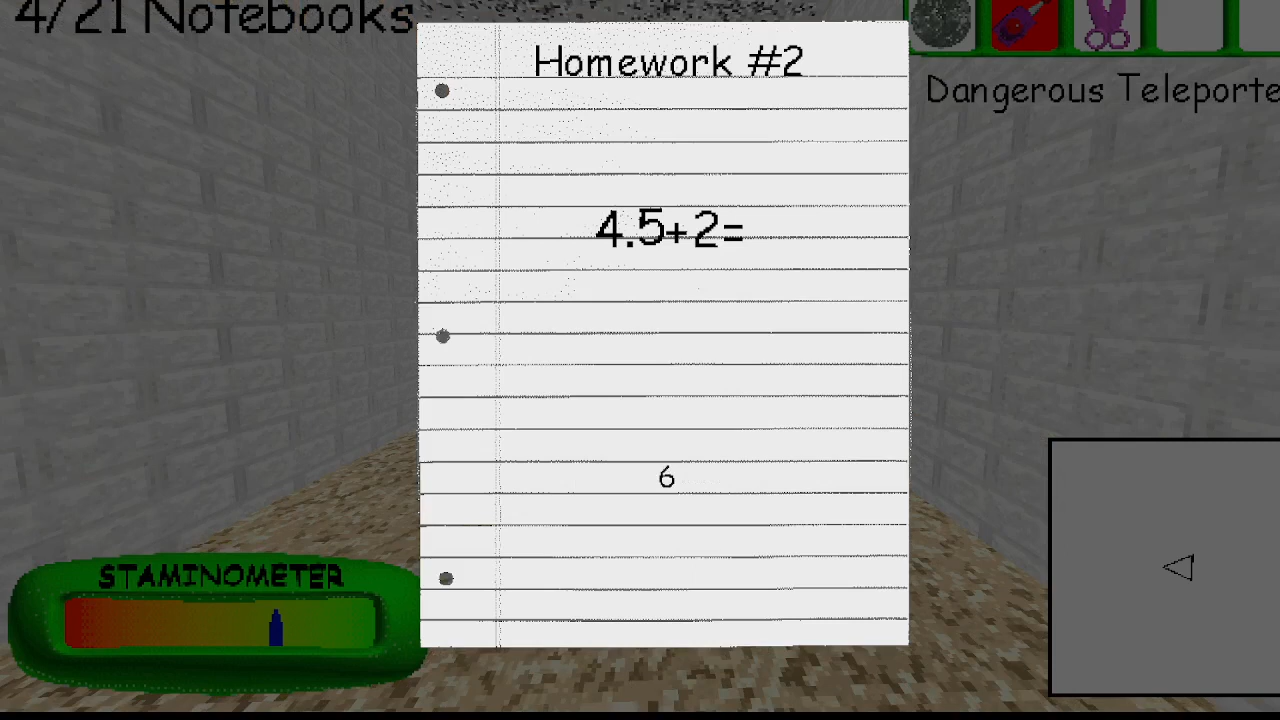 4/21 Notebooks
Homework #2
Dangerous Teleporte
4.5+2=
6
STAMINOMETER